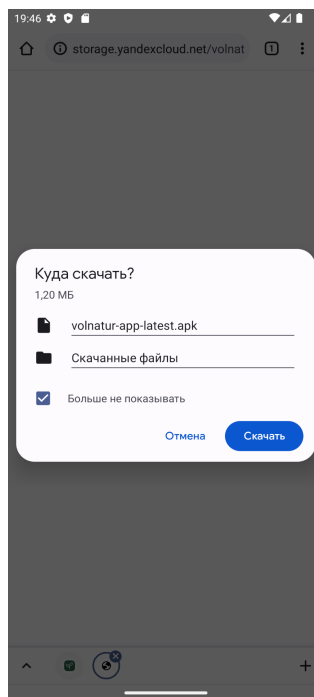 19:46
storage.yandexcloud.net/volnat
1
Куда скачать?
1,20 МБ
volnatur-app-latest.apk
Скачанные файлы
Больше не показывать
Отмена
Скачать